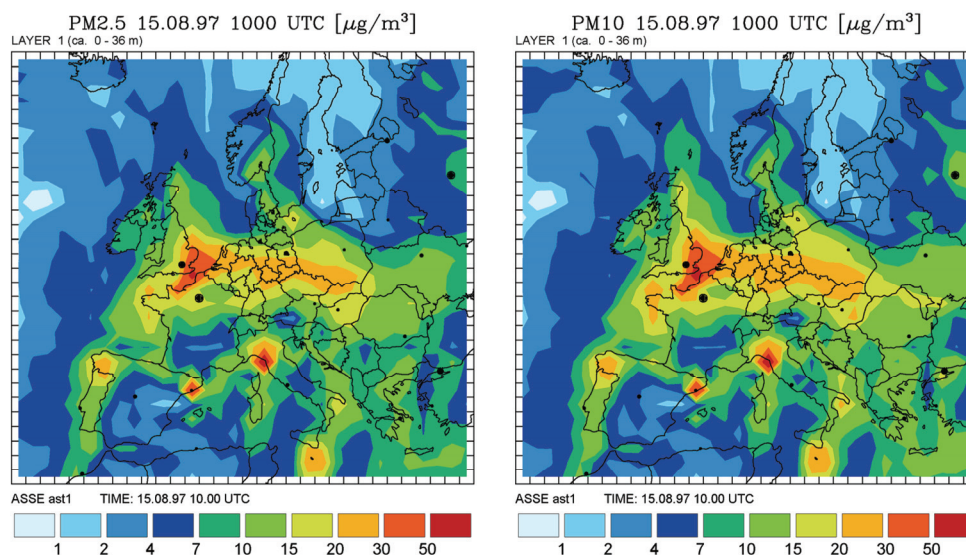 PM2.5 15.08.97 1000 UTC [μg/m³]
LAYER 1 (ca. 0 - 36 m)
ASSE ast1 TIME: 15.08.97 10.00 UTC
1 2 4 7 10 15 20 30 50
PM10 15.08.97 1000 UTC [μg/m³]
LAYER 1 (ca. 0 - 36 m)
ASSE ast1 TIME: 15.08.97 10.00 UTC
1 2 4 7 10 15 20 30 50